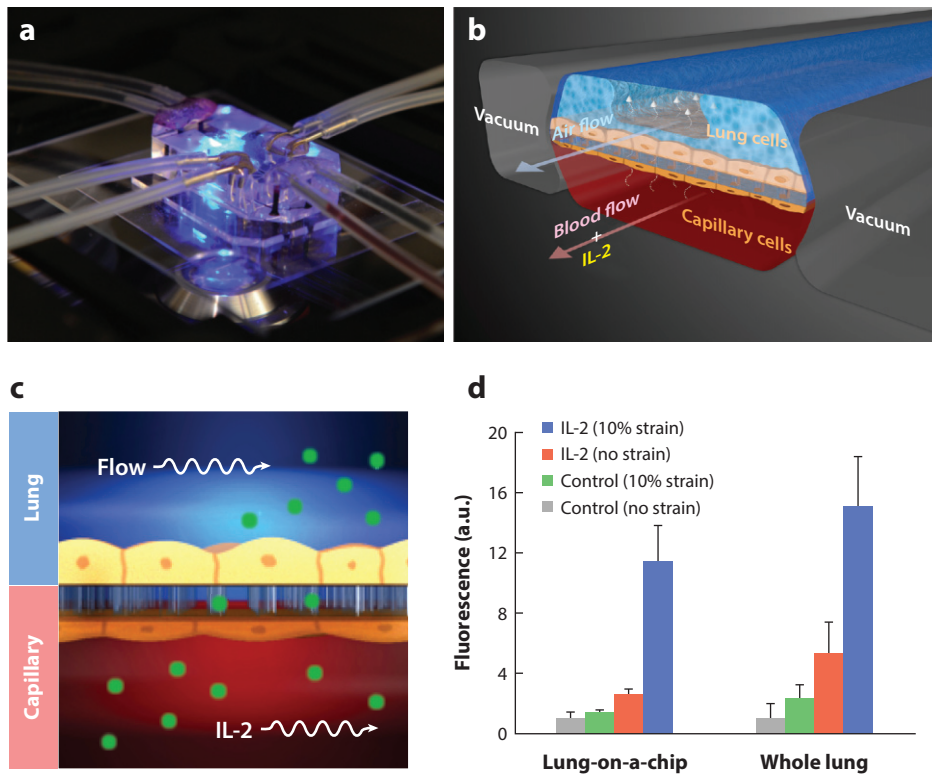 a
b
Vacuum
Air flow
Lung cells
Blood flow
+
IL-2
Capillary cells
Vacuum
c
Lung
Flow
Capillary
IL-2
d
IL-2 (10% strain)
IL-2 (no strain)
Control (10% strain)
Control (no strain)
Fluorescence (a.u.)
20
16
12
8
4
0
Lung-on-a-chip
Whole lung